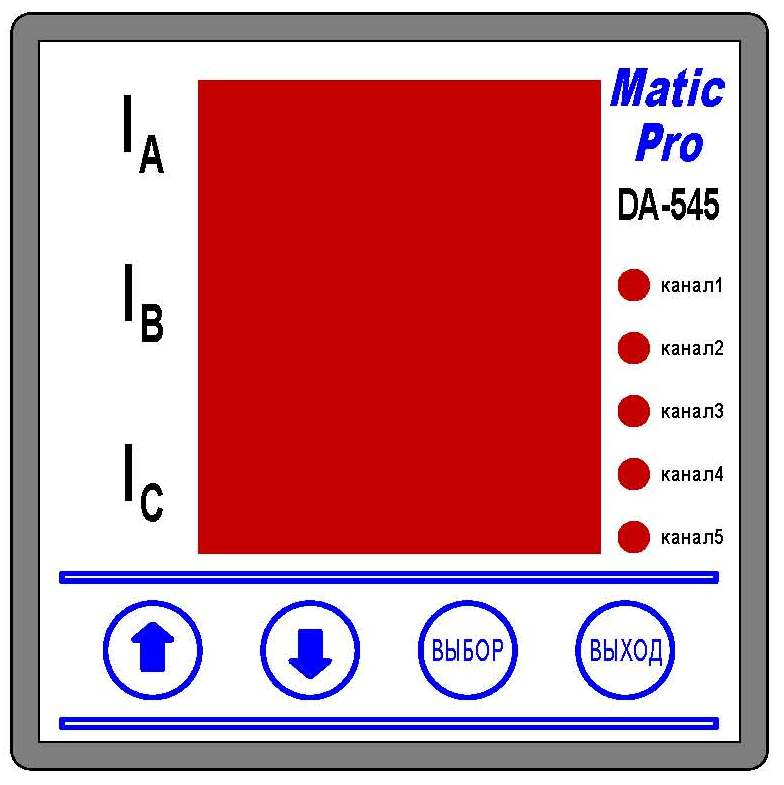 Matic
Pro
DA-545
IA
IB
IC
канал1
канал2
канал3
канал4
канал5
ВЫБОР
ВЫХОД